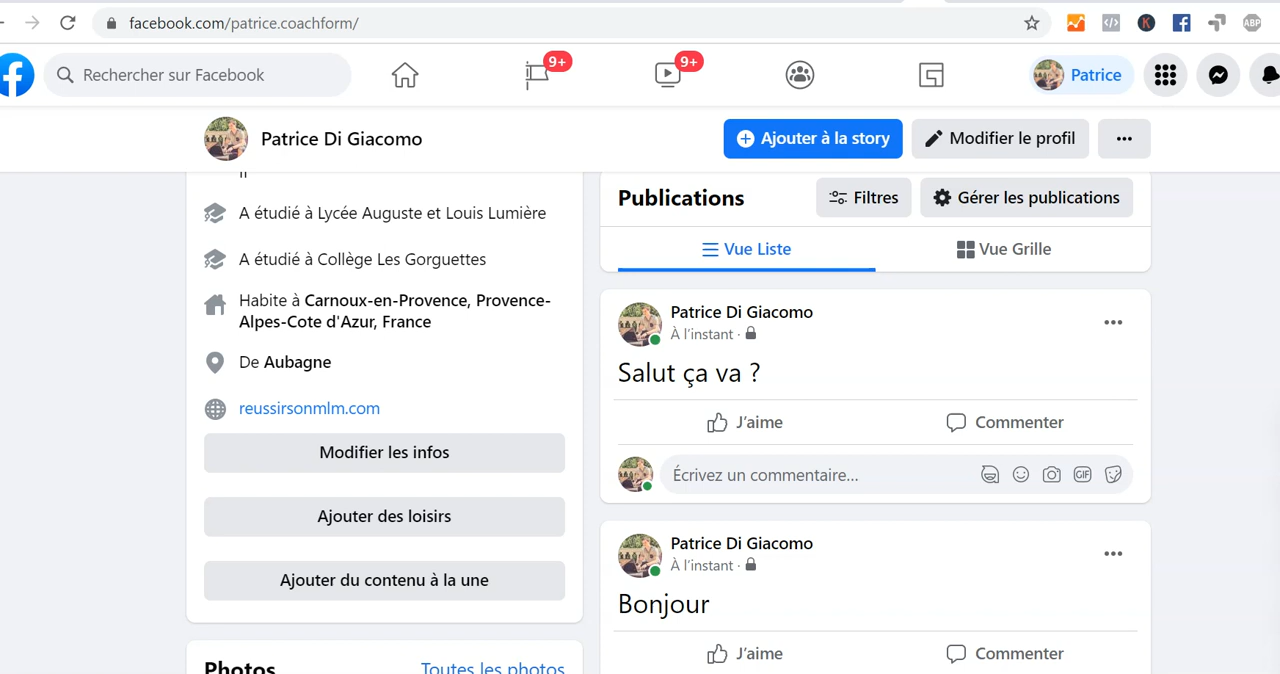 facebook.com/patrice.coachform/
ABP
Rechercher sur Facebook
9+
9+
Patrice
Patrice Di Giacomo
Ajouter à la story
Modifier le profil
A étudié à Lycée Auguste et Louis Lumière
A étudié à Collège Les Gorguettes
Habite à Carnoux-en-Provence, Provence-
Alpes-Cote d'Azur, France
De Aubagne
reussirsonmlm.com
Modifier les infos
Ajouter des loisirs
Ajouter du contenu à la une
Photos
Toutes les photos
Publications
Filtres
Gérer les publications
Vue Liste
Vue Grille
Patrice Di Giacomo
À l'instant ·
Salut ça va ?
J'aime
Commenter
Écrivez un commentaire...
GIF
Patrice Di Giacomo
À l'instant ·
Bonjour
J'aime
Commenter